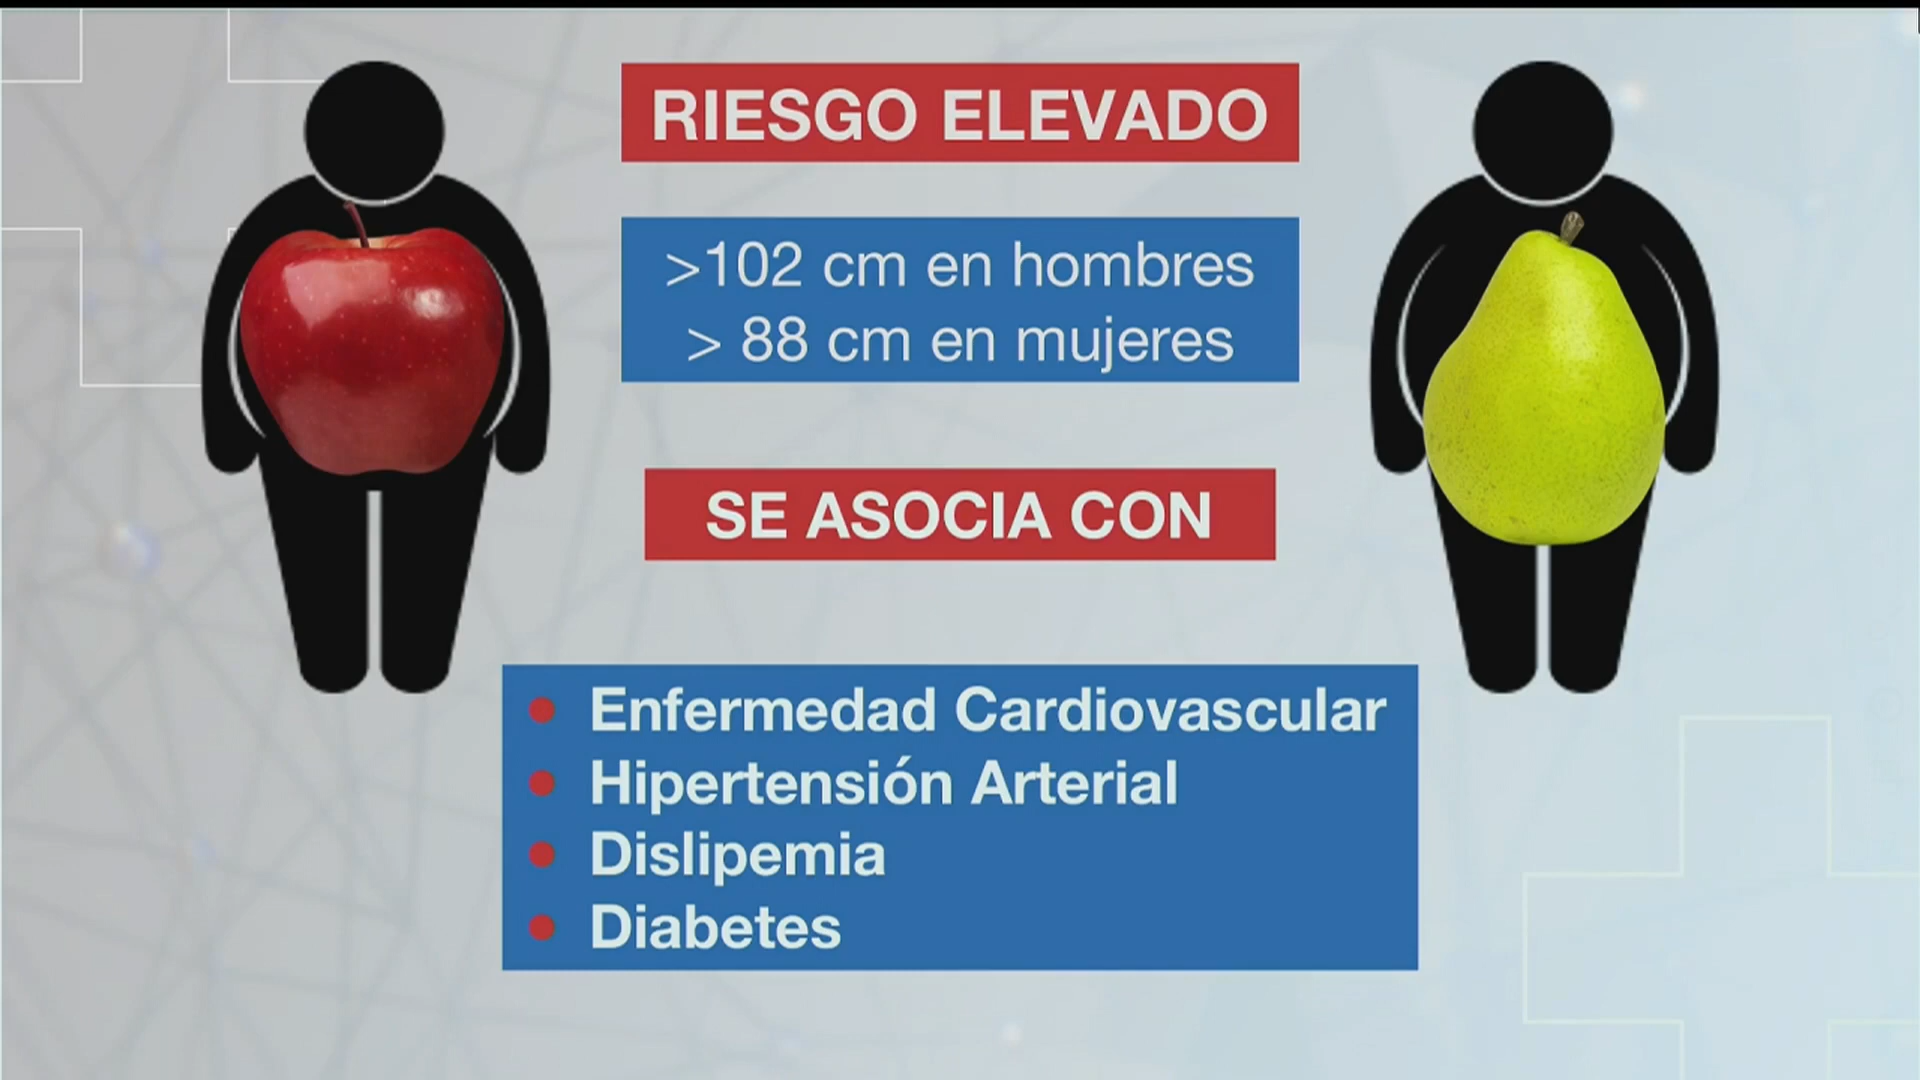 RIESGO ELEVADO
>102 cm en hombres
> 88 cm en mujeres
SE ASOCIA CON
• Enfermedad Cardiovascular
• Hipertensión Arterial
• Dislipemia
• Diabetes